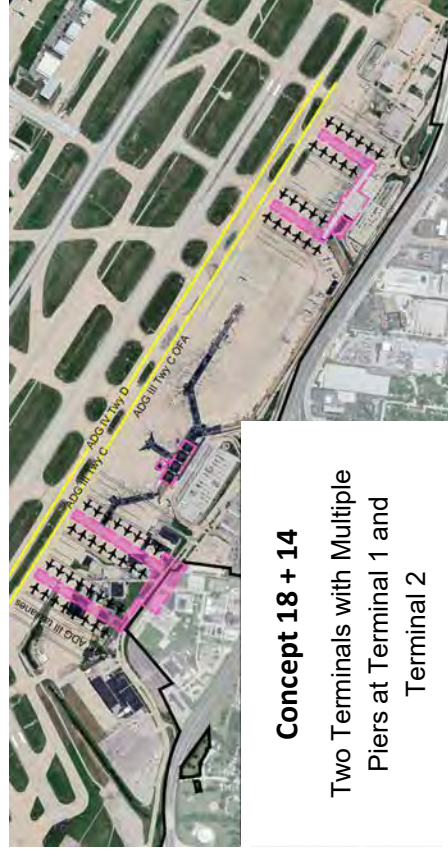 ADG IV Twy D
ADG III Twy C
ADG III Twy C OFA
ADG III taxilanes
Concept 18 + 14
Two Terminals with Multiple
Piers at Terminal 1 and
Terminal 2